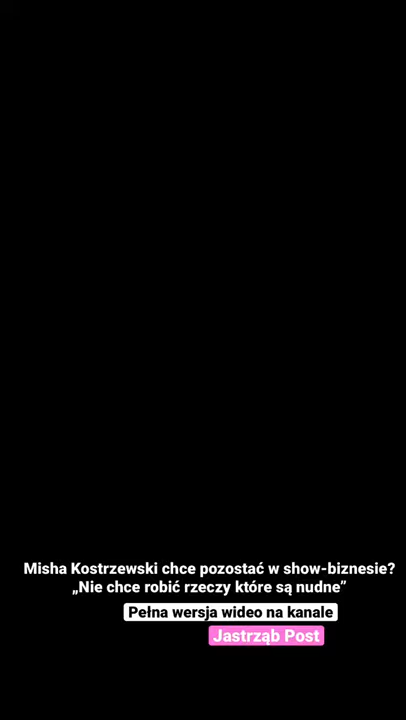 Misha Kostrzewski chce pozostać w show-biznesie?
„Nie chce robić rzeczy które są nudne”
Pełna wersja wideo na kanale
Jastrząb Post